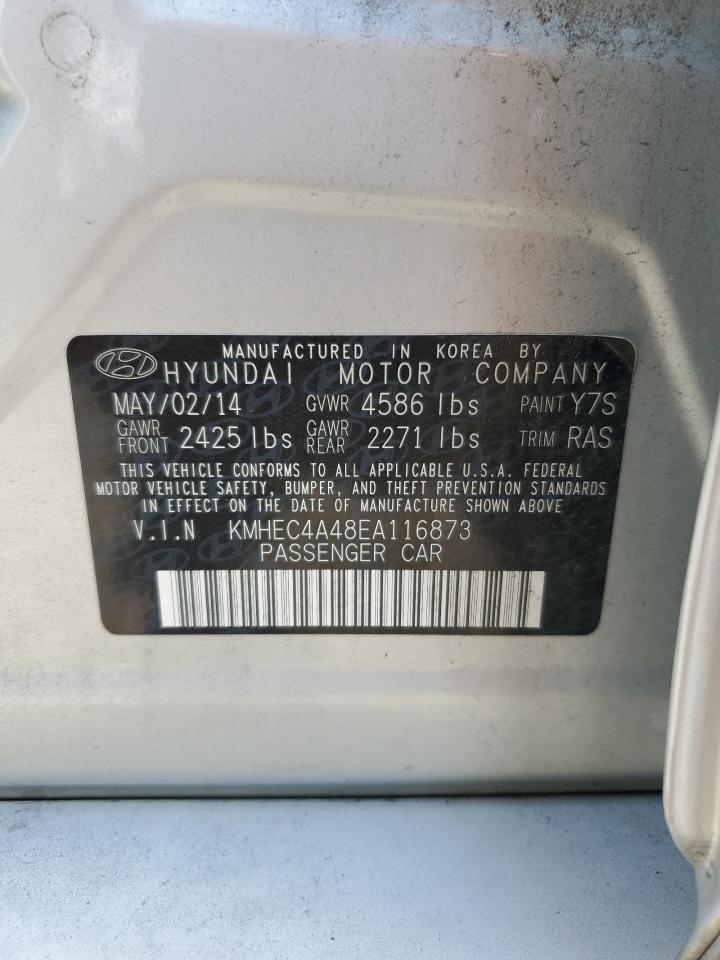 MANUFACTURED IN KOREA BY
HYUNDAI MOTOR COMPANY
MAY/02/14 GVWR 4586 lbs PAINT Y7S
GAWR FRONT 2425 lbs GAWR REAR 2271 lbs TRIM RAS
THIS VEHICLE CONFORMS TO ALL APPLICABLE U.S.A. FEDERAL
MOTOR VEHICLE SAFETY, BUMPER, AND THEFT PREVENTION STANDARDS
IN EFFECT ON THE DATE OF MANUFACTURE SHOWN ABOVE
V.I.N KMHEC4A48EA116873
PASSENGER CAR